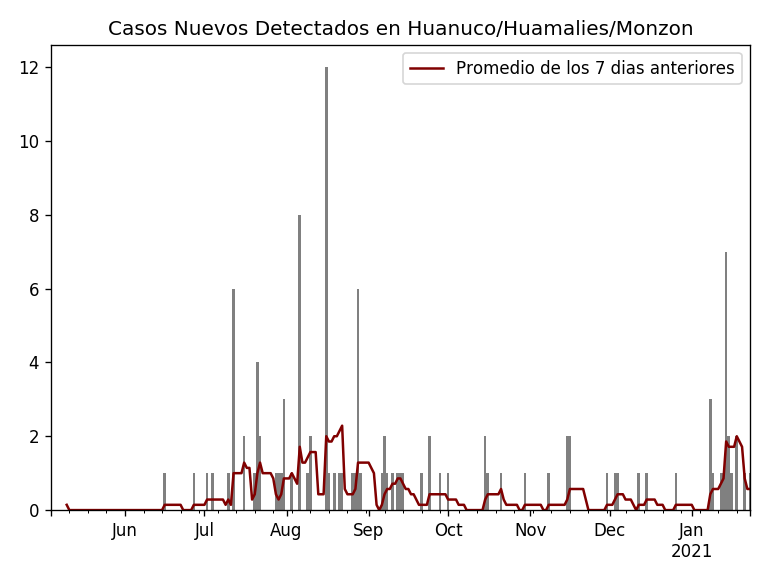 Casos Nuevos Detectados en Huanuco/Huamalies/Monzon
Promedio de los 7 dias anteriores
12
10
8
6
4
2
0
Jun Jul Aug Sep Oct Nov Dec Jan
2021